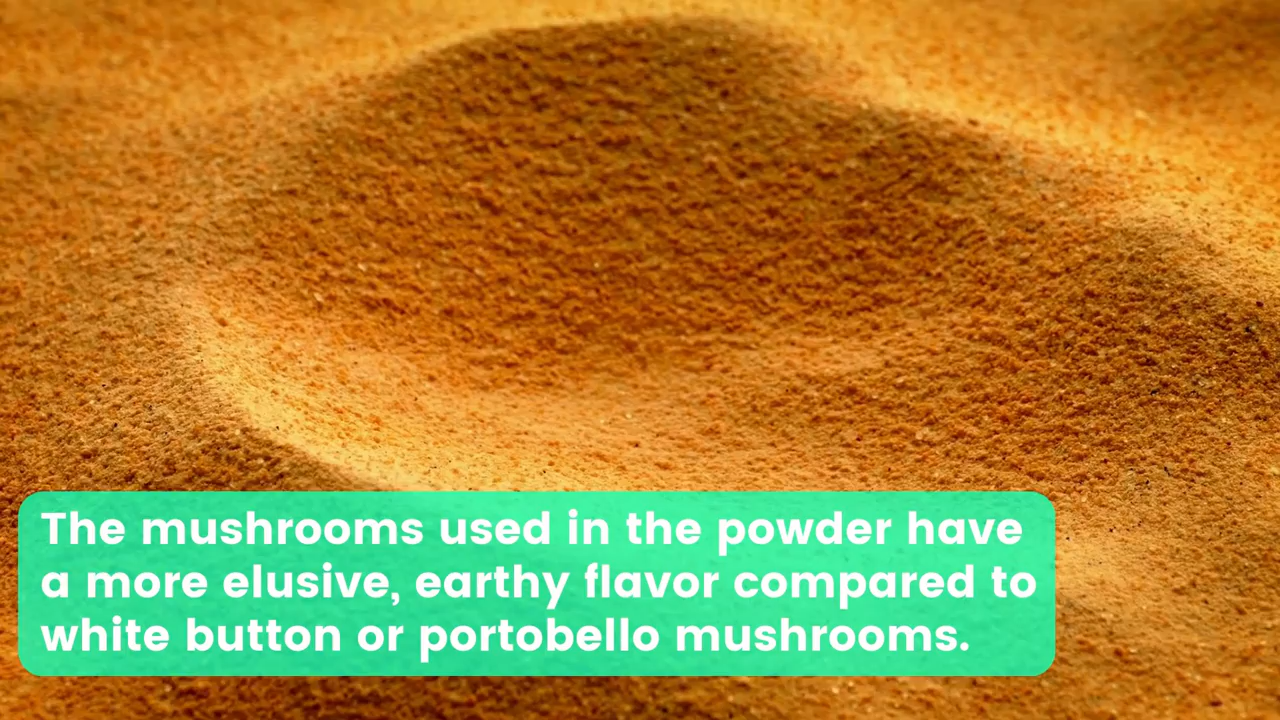 The mushrooms used in the powder have
a more elusive, earthy flavor compared to
white button or portobello mushrooms.